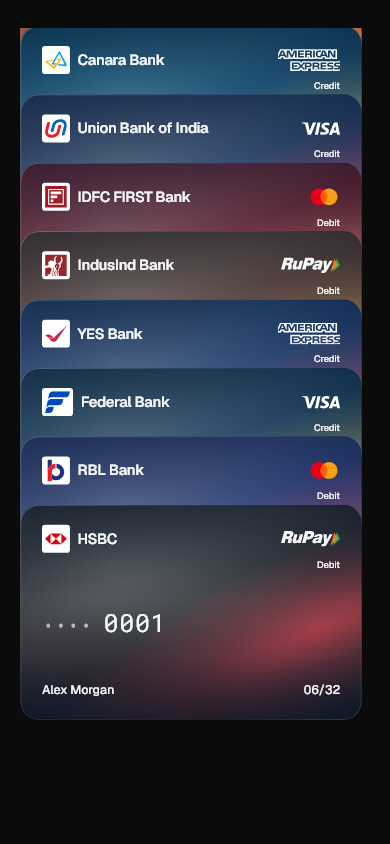 Canara Bank
AMERICAN EXPRESS
Credit
Union Bank of India
VISA
Credit
IDFC FIRST Bank
Debit
IndusInd Bank
RuPay
Debit
YES Bank
AMERICAN EXPRESS
Credit
Federal Bank
VISA
Credit
RBL Bank
Debit
HSBC
RuPay
Debit
•••• 0001
Alex Morgan
06/32